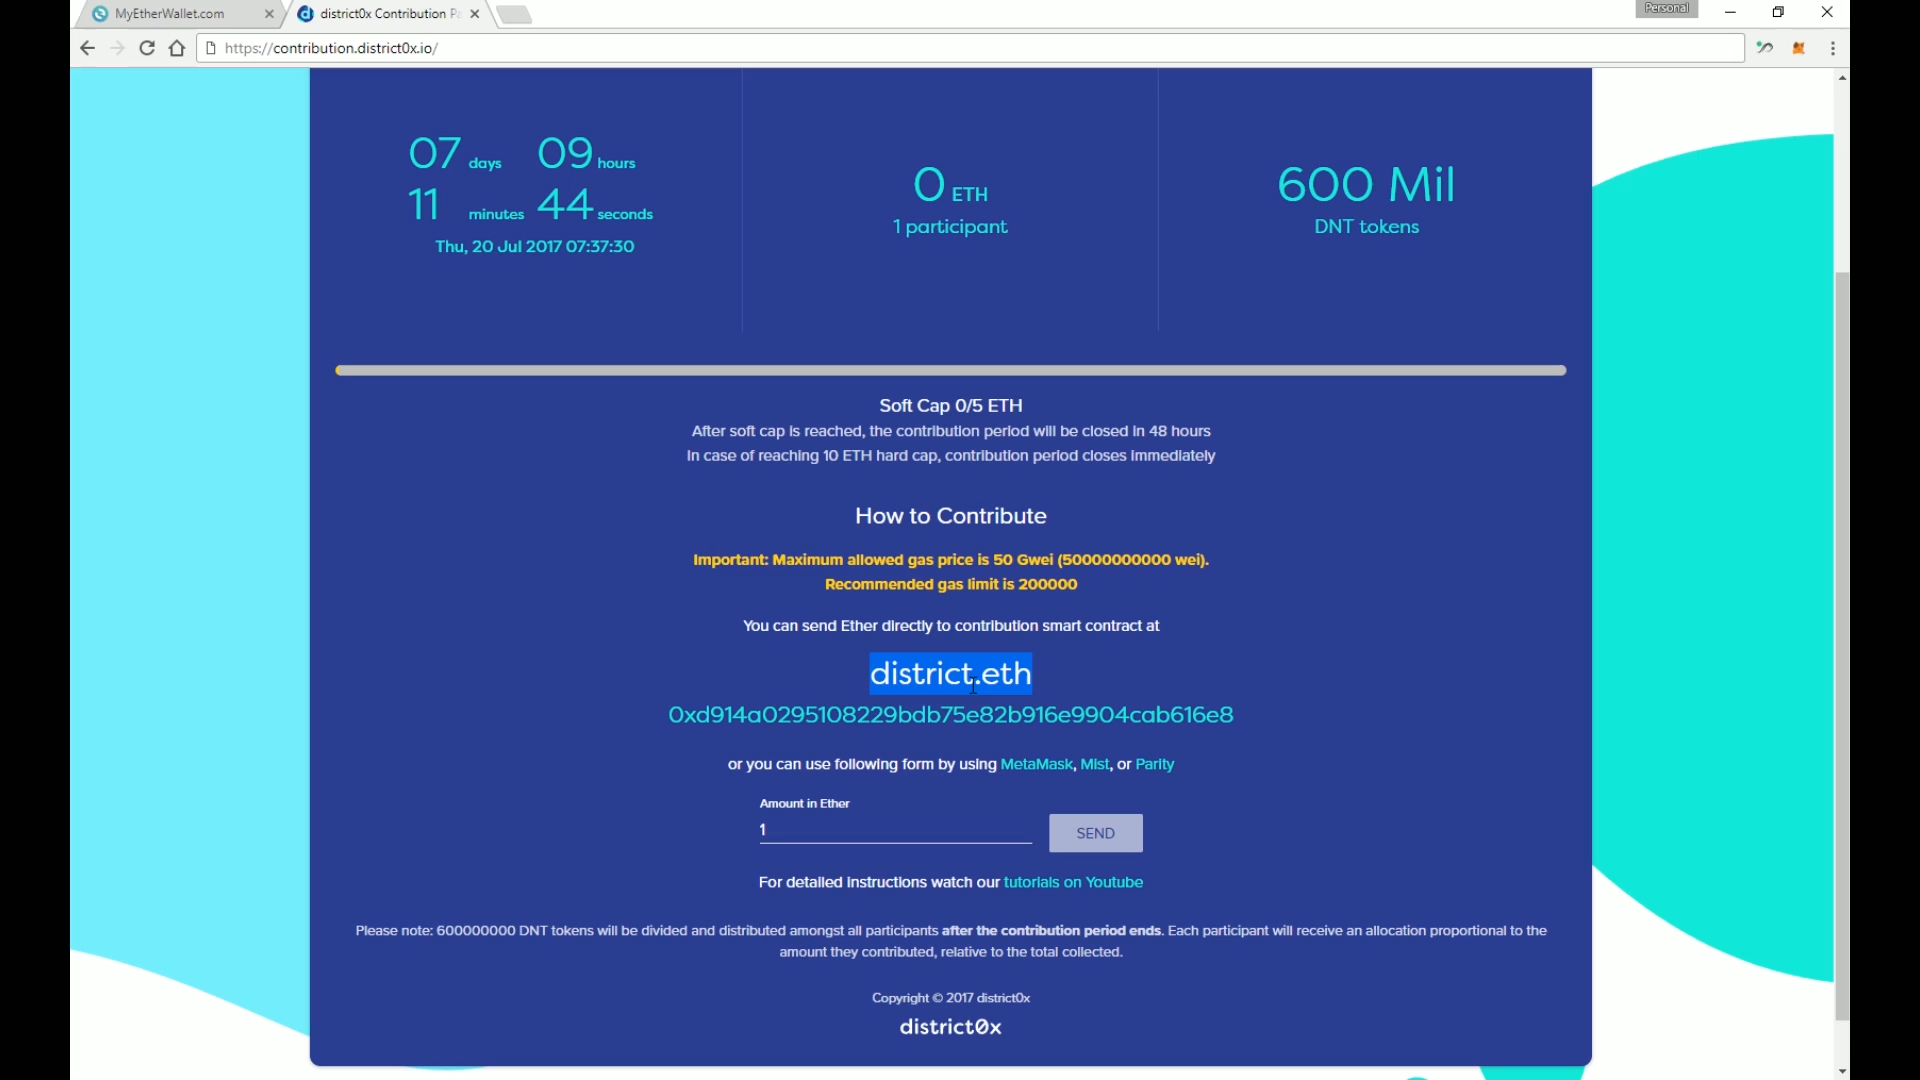 MyEtherWallet.com
district0x Contribution Pa
Personal
https://contribution.district0x.io/
07 days 09 hours
11 minutes 44 seconds
Thu, 20 Jul 2017 07:37:30
0 ETH
1 participant
600 Mil
DNT tokens
Soft Cap 0/5 ETH
After soft cap is reached, the contribution period will be closed in 48 hours
In case of reaching 10 ETH hard cap, contribution period closes immediately
How to Contribute
Important: Maximum allowed gas price is 50 Gwei (50000000000 wei).
Recommended gas limit is 200000
You can send Ether directly to contribution smart contract at
district.eth
0xd914a0295108229bdb75e82b916e9904cab616e8
or you can use following form by using MetaMask, Mist, or Parity
Amount in Ether
1
SEND
For detailed instructions watch our tutorials on Youtube
Please note: 600000000 DNT tokens will be divided and distributed amongst all participants after the contribution period ends. Each participant will receive an allocation proportional to the
amount they contributed, relative to the total collected.
Copyright © 2017 district0x
district0x